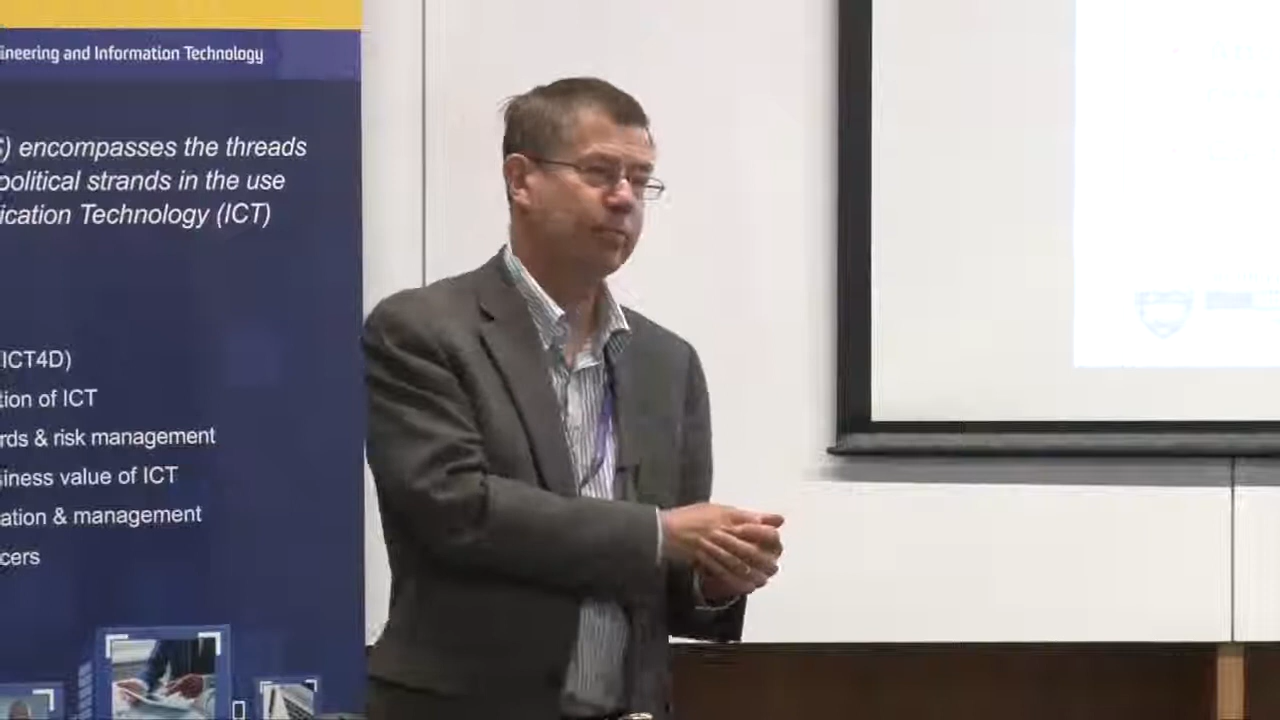 ineering and Information Technology
) encompasses the threads
political strands in the use
ication Technology (ICT)
ICT4D)
tion of ICT
rds & risk management
iness value of ICT
ation & management
cers